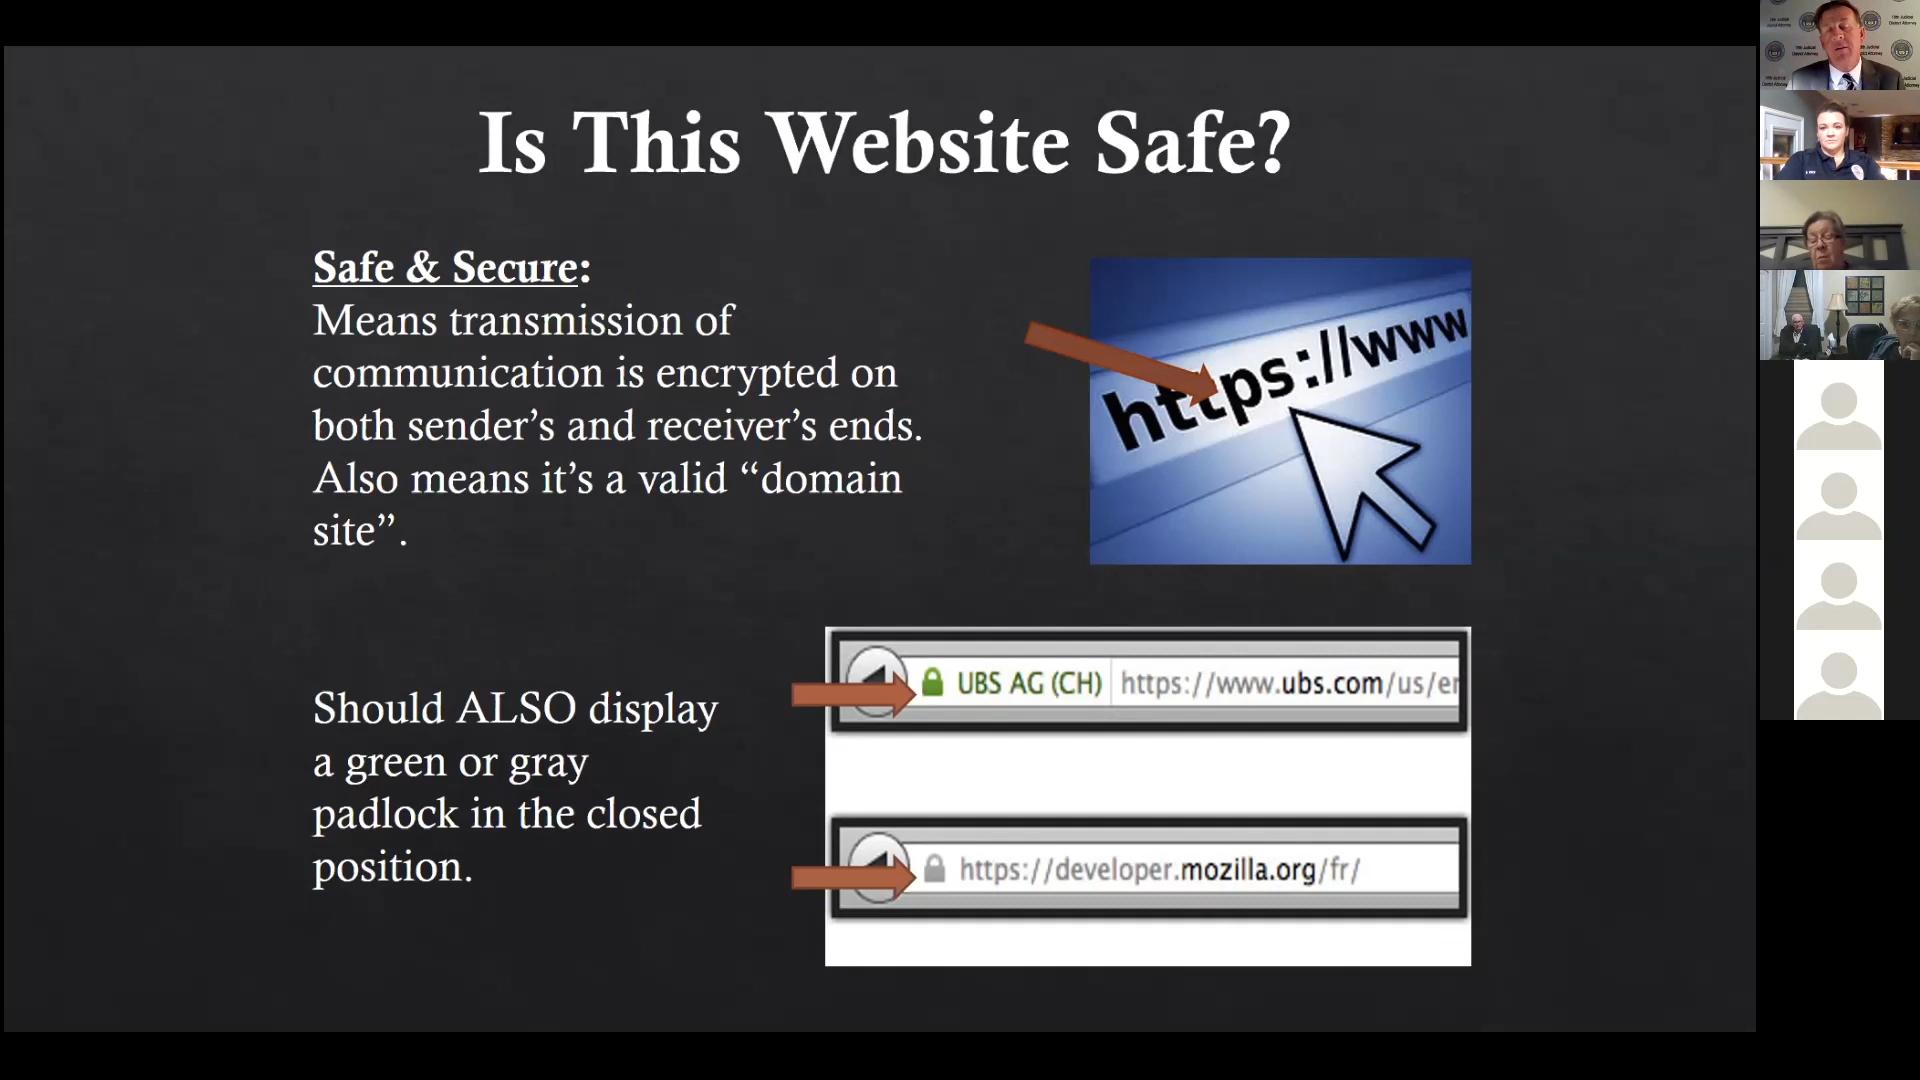 Is This Website Safe?
Safe & Secure:
Means transmission of
communication is encrypted on
both sender’s and receiver’s ends.
Also means it’s a valid “domain
site”.
https://www
Should ALSO display
a green or gray
padlock in the closed
position.
UBS AG (CH) https://www.ubs.com/us/en
https://developer.mozilla.org/fr/